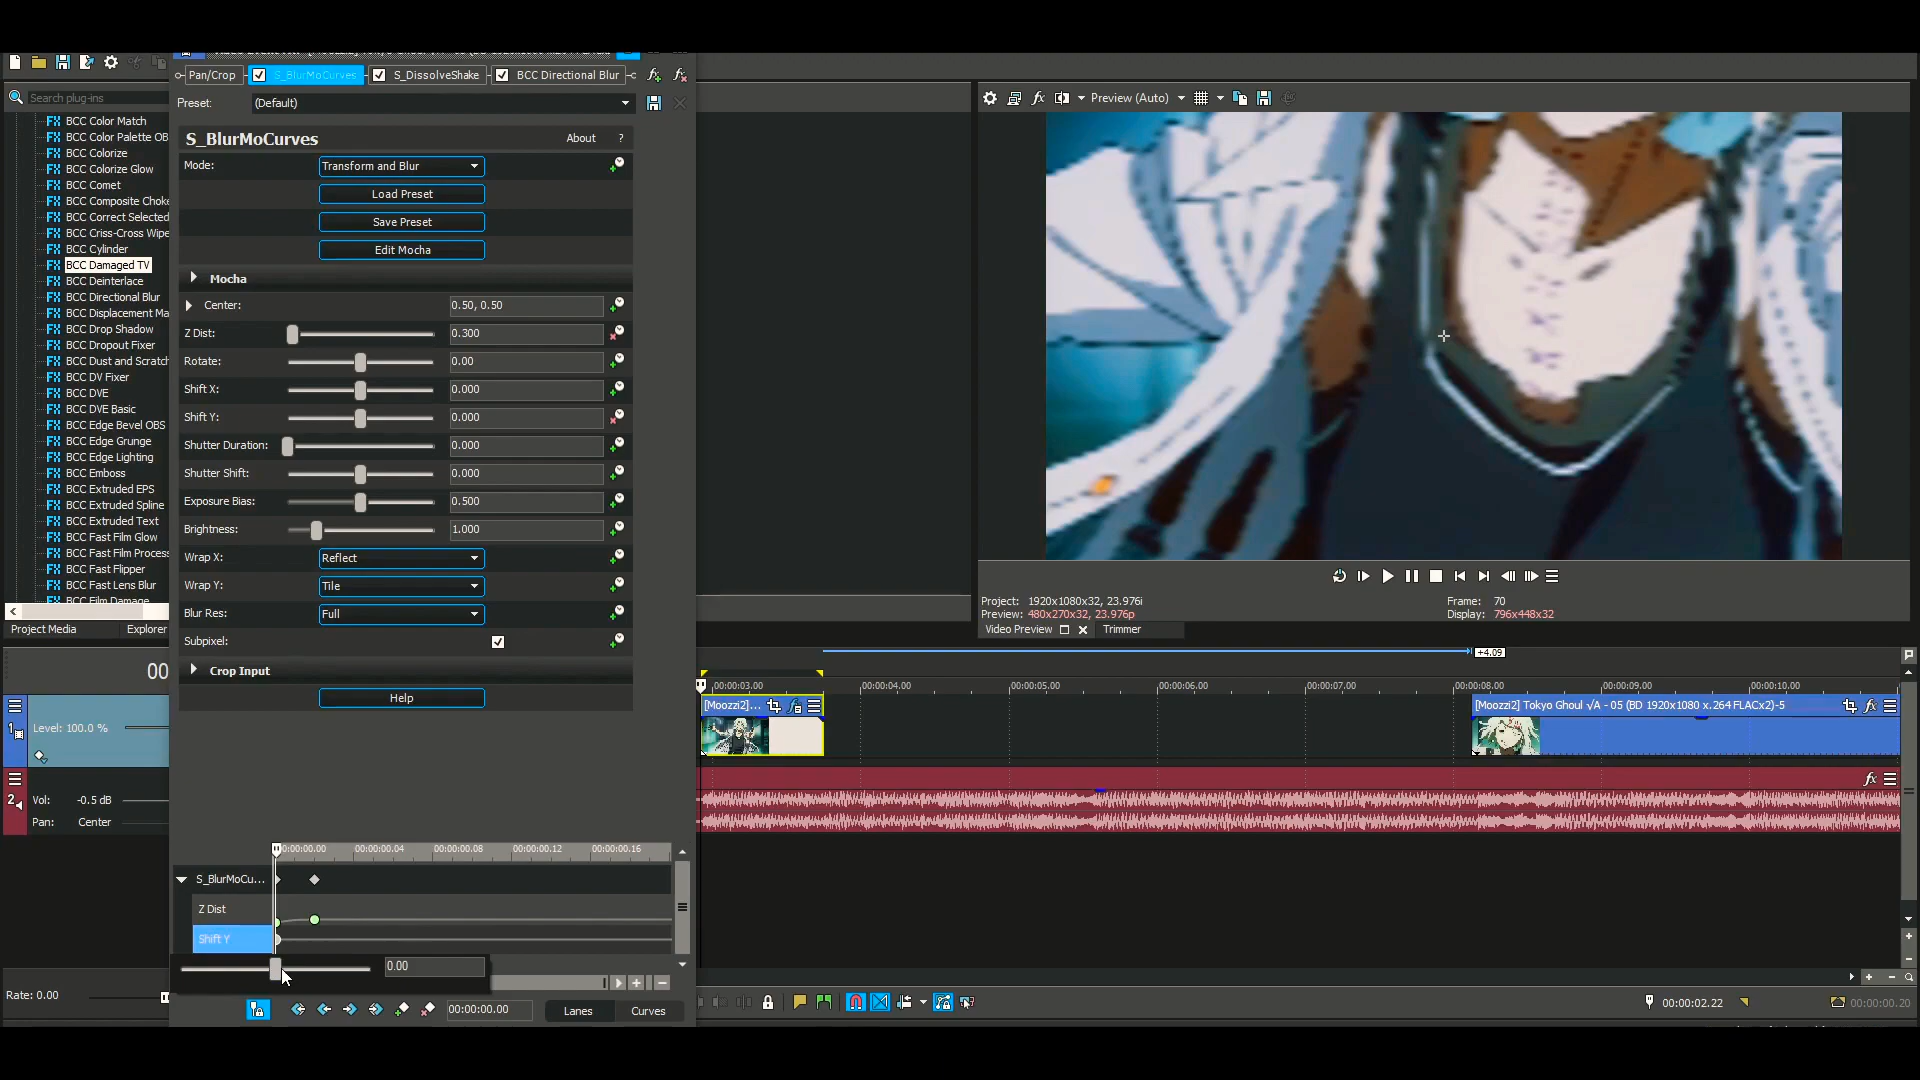 Pan/Crop
S_BlurMoCurves
S_DissolveShake
BCC Directional Blur
Preset:
(Default)
Search plug-ins
Preview (Auto)
BCC Color Match
BCC Color Palette OB
BCC Colorize
BCC Colorize Glow
BCC Comet
BCC Composite Choke
BCC Correct Selected
BCC Criss-Cross Wipe
BCC Cylinder
BCC Damaged TV
BCC Deinterlace
BCC Directional Blur
BCC Displacement Ma
BCC Drop Shadow
BCC Dropout Fixer
BCC Dust and Scratch
BCC DV Fixer
BCC DVE
BCC DVE Basic
BCC Edge Bevel OBS
BCC Edge Grunge
BCC Edge Lighting
BCC Emboss
BCC Extruded EPS
BCC Extruded Spline
BCC Extruded Text
BCC Fast Film Glow
BCC Fast Film Process
BCC Fast Flipper
BCC Fast Lens Blur
BCC Film Damage
Project Media
Explorer
S_BlurMoCurves
About
?
Mode:
Transform and Blur
Load Preset
Save Preset
Edit Mocha
Mocha
Center:
0.50, 0.50
Z Dist:
0.300
Rotate:
0.00
Shift X:
0.000
Shift Y:
0.000
Shutter Duration:
0.000
Shutter Shift:
0.000
Exposure Bias:
0.500
Brightness:
1.000
Wrap X:
Reflect
Wrap Y:
Tile
Blur Res:
Full
Subpixel:
Crop Input
Help
Project: 1920x1080x32, 23.976i
Preview: 480x270x32, 23.976p
Frame: 70
Display: 796x448x32
Video Preview
Trimmer
+4.09
00:00:03.00
00:00:04.00
00:00:05.00
00:00:06.00
00:00:07.00
00:00:08.00
00:00:09.00
00:00:10.00
00
1
Level: 100.0 %
[Moozzi2]...
[Moozzi2] Tokyo Ghoul √A - 05 (BD 1920x1080 x.264 FLACx2)-5
2
Vol:
-0.5 dB
Pan:
Center
00:00:00.00
00:00:00.04
00:00:00.08
00:00:00.12
00:00:00.16
S_BlurMoCu...
Z Dist
Shift Y
0.00
Rate: 0.00
00:00:00.00
Lanes
Curves
00:00:02.22
00:00:00.20